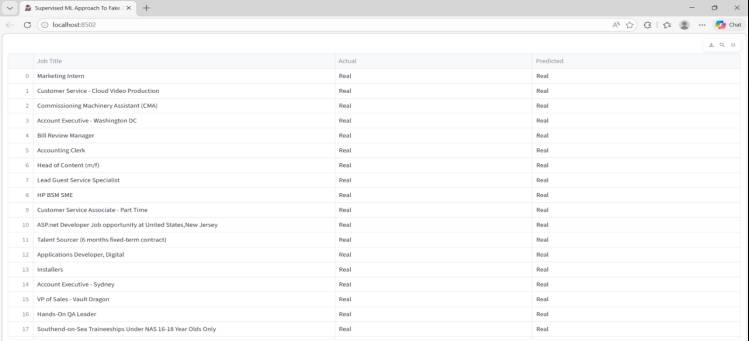 Supervised ML Approach To Fake
localhost:8502
Chat
Job Title Actual Predicted
0 Marketing Intern Real Real
1 Customer Service - Cloud Video Production Real Real
2 Commissioning Machinery Assistant (CMA) Real Real
3 Account Executive - Washington DC Real Real
4 Bill Review Manager Real Real
5 Accounting Clerk Real Real
6 Head of Content (m/f) Real Real
7 Lead Guest Service Specialist Real Real
8 HP BSM SME Real Real
9 Customer Service Associate - Part Time Real Real
10 ASP.net Developer Job opportunity at United States,New Jersey Real Real
11 Talent Sourcer (6 months fixed-term contract) Real Real
12 Applications Developer, Digital Real Real
13 Installers Real Real
14 Account Executive - Sydney Real Real
15 VP of Sales - Vault Dragon Real Real
16 Hands-On QA Leader Real Real
17 Southend-on-Sea Traineeships Under NAS 16-18 Year Olds Only Real Real